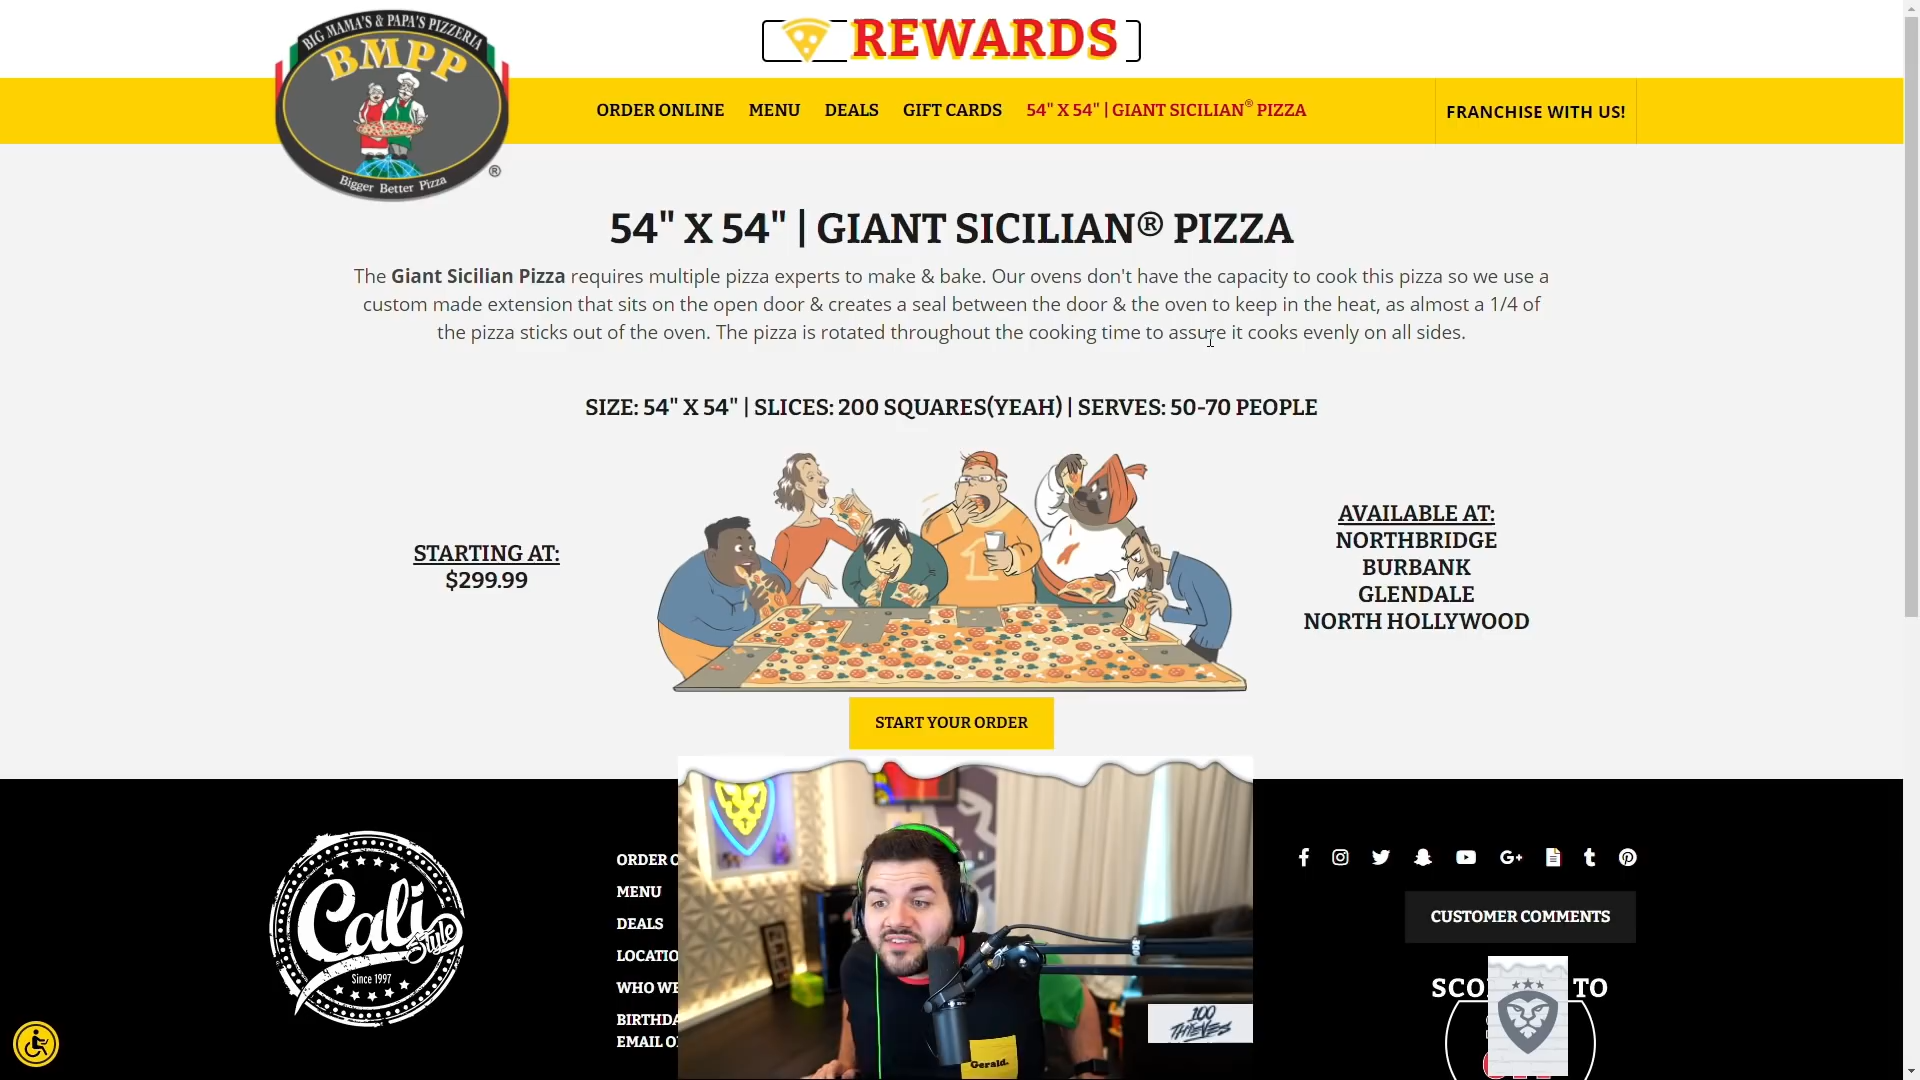 BIG MAMA'S & PAPA'S PIZZERIA
BMPP
Bigger Better Pizza
®
REWARDS
ORDER ONLINE MENU DEALS GIFT CARDS 54" X 54" | GIANT SICILIAN® PIZZA
FRANCHISE WITH US!
54" X 54" | GIANT SICILIAN® PIZZA
The Giant Sicilian Pizza requires multiple pizza experts to make & bake. Our ovens don't have the capacity to cook this pizza so we use a
custom made extension that sits on the open door & creates a seal between the door & the oven to keep in the heat, as almost a 1/4 of
the pizza sticks out of the oven. The pizza is rotated throughout the cooking time to assure it cooks evenly on all sides.
SIZE: 54" X 54" | SLICES: 200 SQUARES(YEAH) | SERVES: 50-70 PEOPLE
STARTING AT:
$299.99
AVAILABLE AT:
NORTHBRIDGE
BURBANK
GLENDALE
NORTH HOLLYWOOD
START YOUR ORDER
Cali
Style
Since 1997
ORDER
MENU
DEALS
WHO
CUSTOMER COMMENTS
TO
100
THIEVES
Gerald.